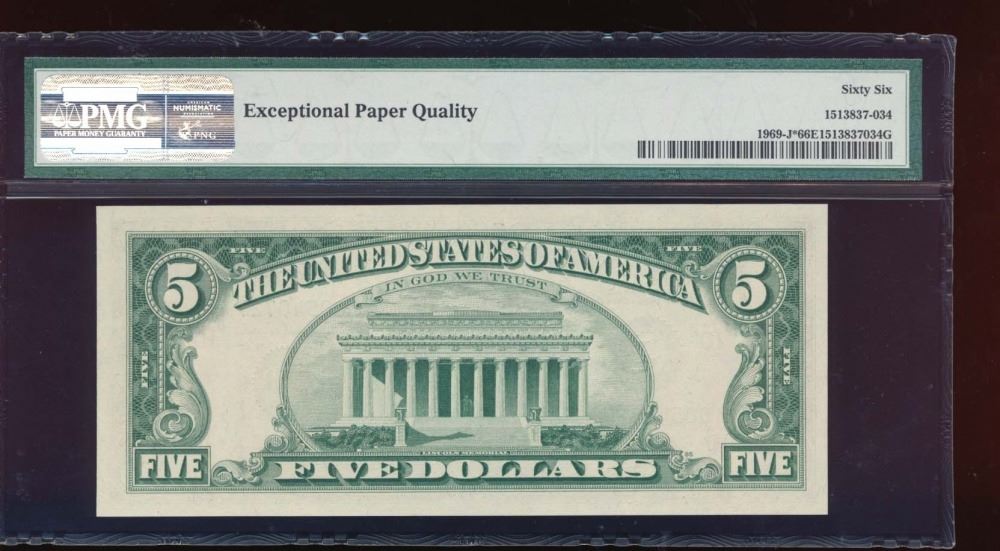 PMG
PAPER MONEY GUARANTY
AMERICAN
NUMISMATIC
ASSOCIATION
PNG
Exceptional Paper Quality
Sixty Six
1513837-034
1969-J*66E1513837034G
FIVE
FIVE
5
THE UNITED STATES OF AMERICA
5
IN GOD WE TRUST
FIVE
FIVE
LINCOLN MEMORIAL
FIVE
FIVE DOLLARS
FIVE